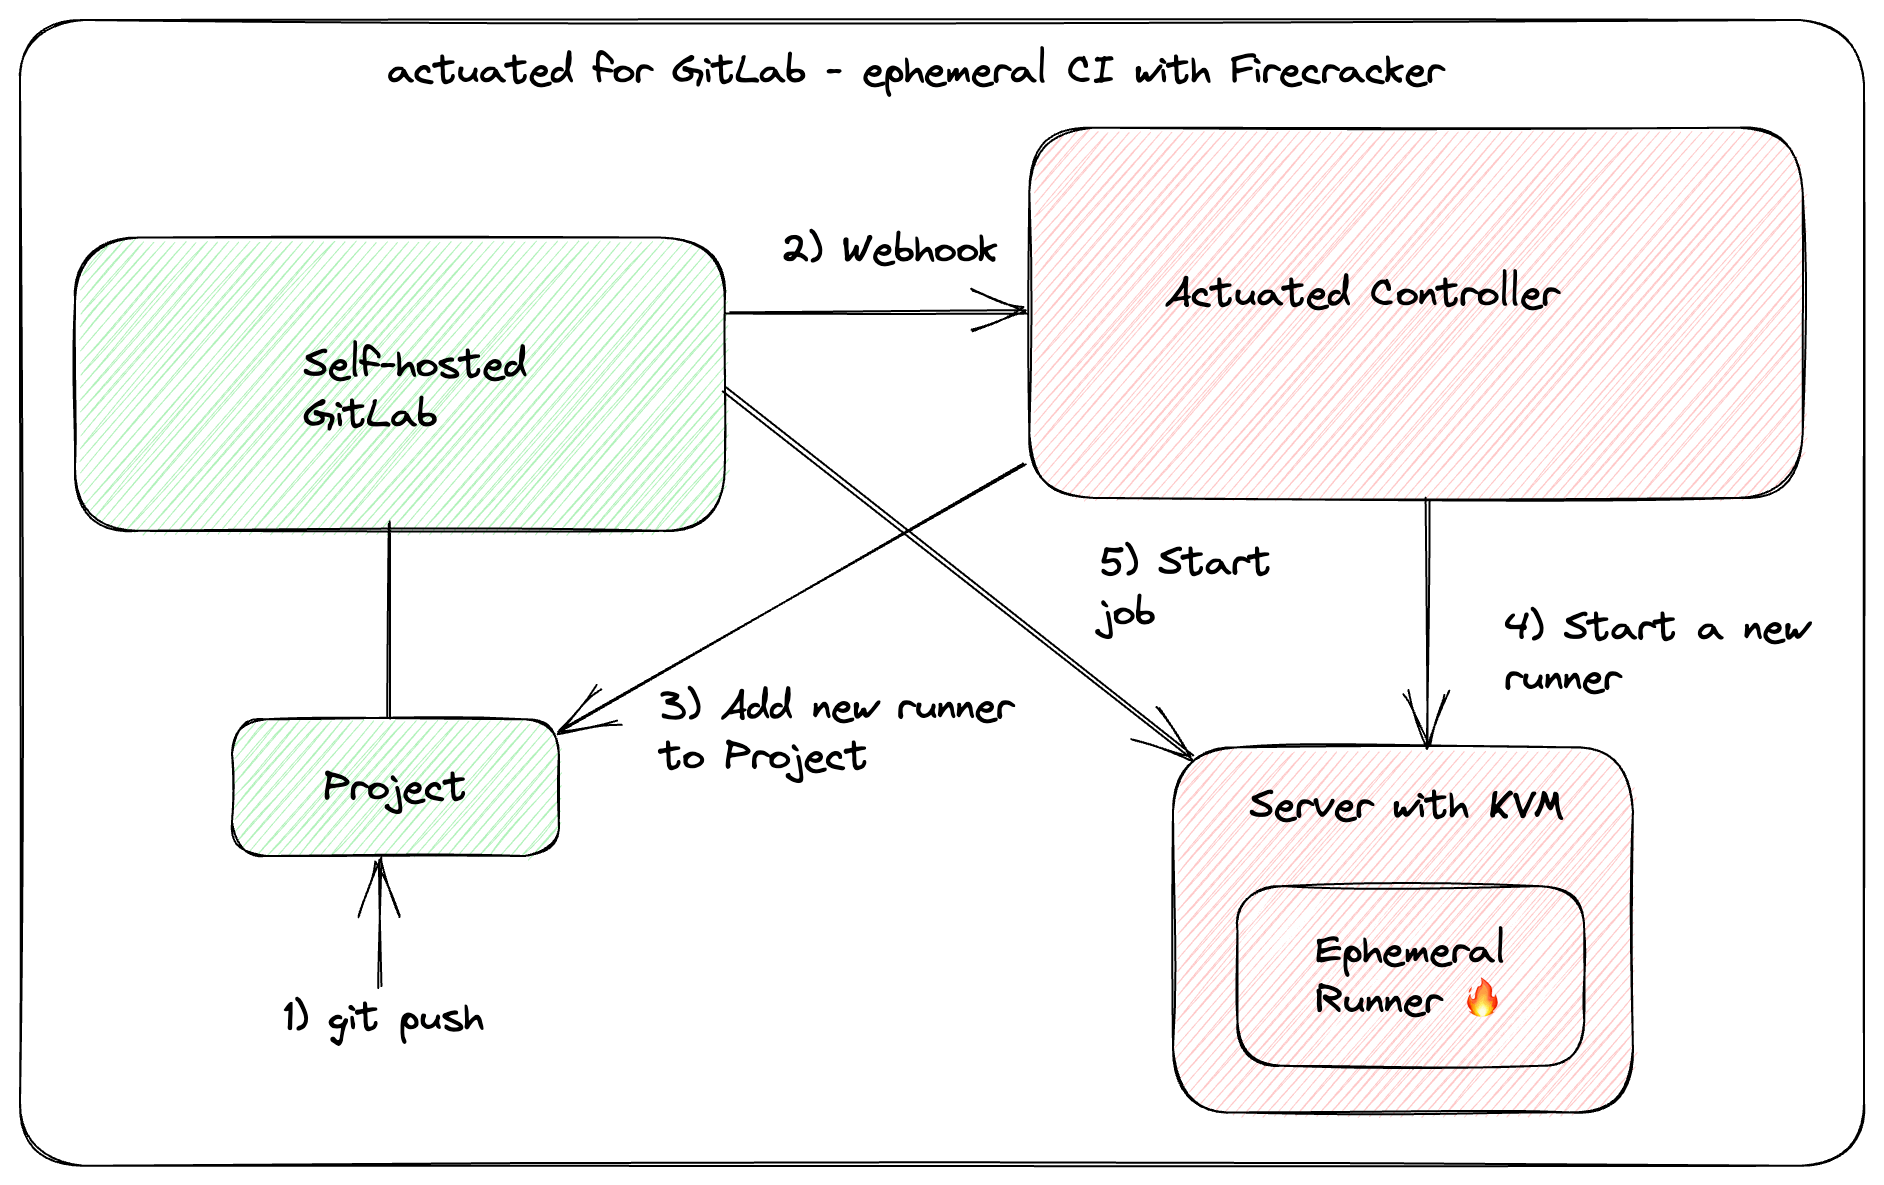 actuated for GitLab - ephemeral CI with Firecracker
2) Webhook
Actuated Controller
Self-hosted
GitLab
5) Start
job
4) Start a new
runner
3) Add new runner
to Project
Project
Server with KVM
Ephemeral
Runner 🔥
1) git push